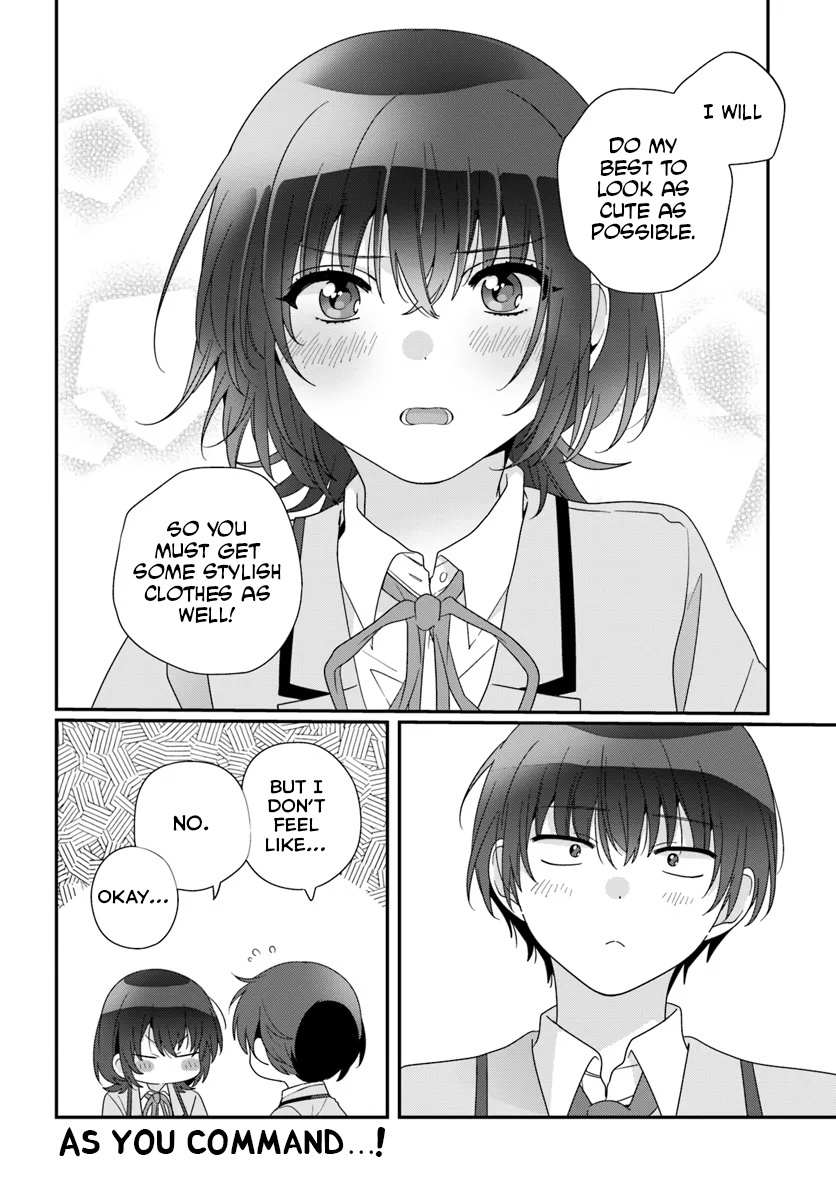 I WILL
DO MY
BEST TO
LOOK AS
CUTE AS
POSSIBLE.
SO YOU
MUST GET
SOME STYLISH
CLOTHES AS
WELL!
BUT I
DON'T
FEEL
LIKE...
NO.
OKAY...
AS YOU COMMAND...!